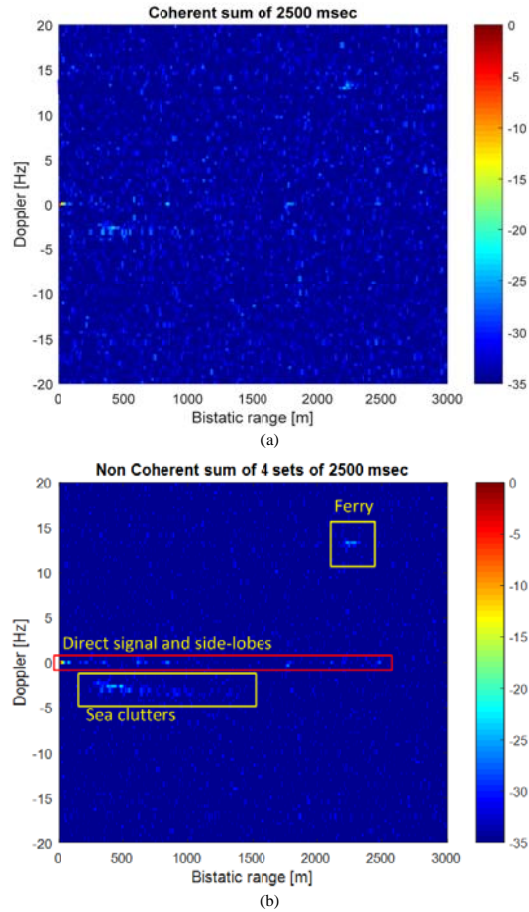 Coherent sum of 2500 msec
20
15
10
5
0
-5
-10
-15
-20
Doppler [Hz]
0 500 1000 1500 2000 2500 3000
Bistatic range [m]
0
-5
-10
-15
-20
-25
-30
-35
(a)
Non Coherent sum of 4 sets of 2500 msec
20
15
10
5
0
-5
-10
-15
-20
Doppler [Hz]
Ferry
Direct signal and side-lobes
Sea clutters
0 500 1000 1500 2000 2500 3000
Bistatic range [m]
0
-5
-10
-15
-20
-25
-30
-35
(b)